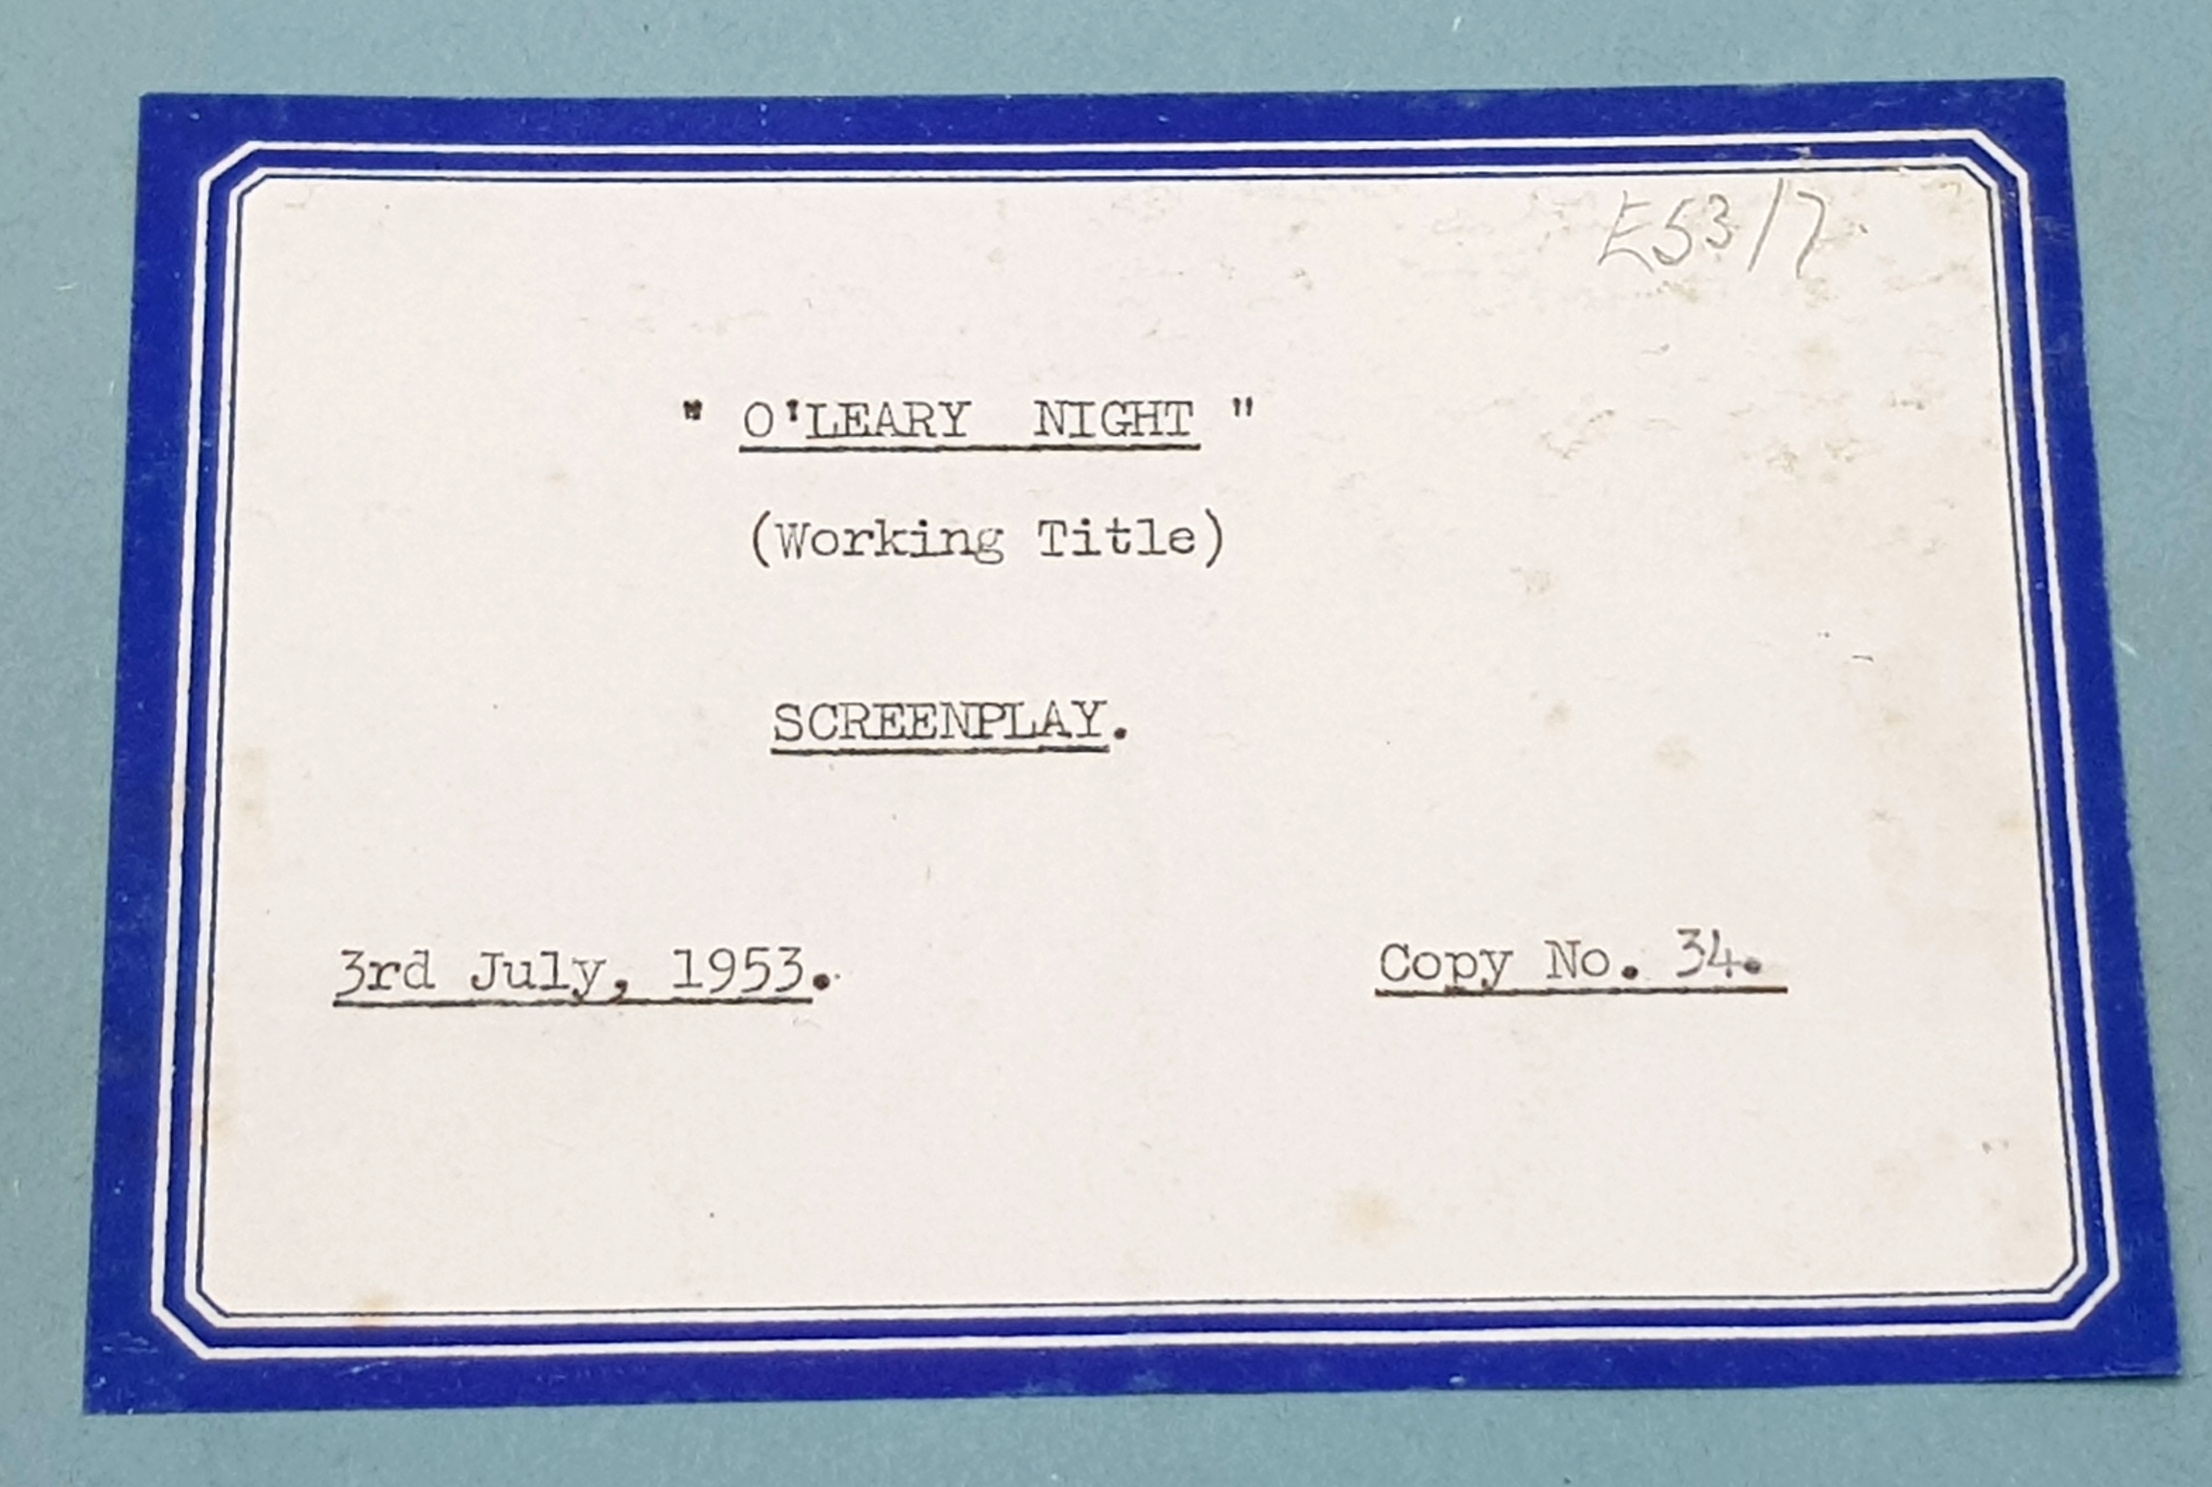 E53/7.
" O'LEARY NIGHT "
(Working Title)
SCREENPLAY.
3rd July, 1953.
Copy No. 34.